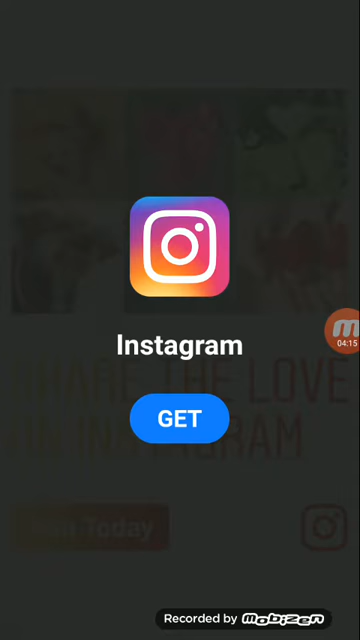 SHARE THE LOVE
ON INSTAGRAM
Join Today
Instagram
GET
04:15
Recorded by mobizen